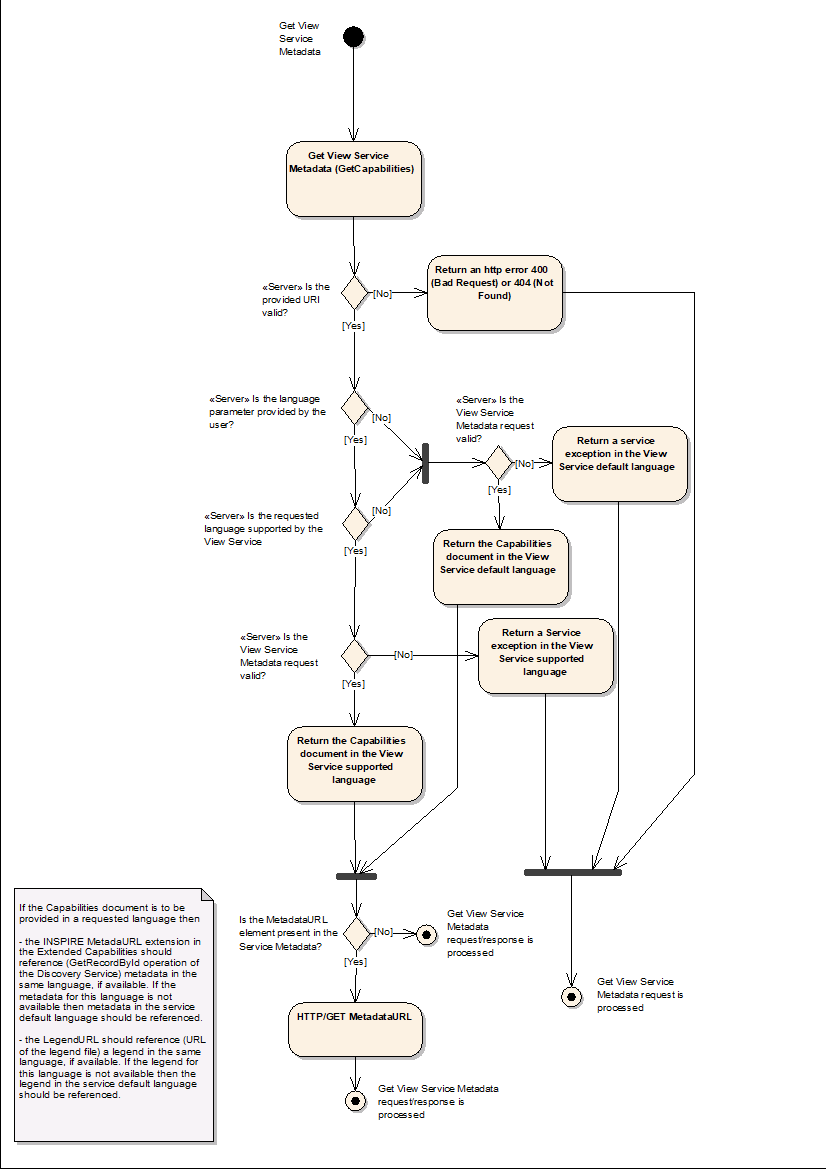 Get View
Service
Metadata
Get View Service
Metadata (GetCapabilities)
«Server» Is the
provided URI
valid?
[No]
[Yes]
Return an http error 400
(Bad Request) or 404 (Not
Found)
«Server» Is the language
parameter provided by the
user?
[No]
[Yes]
«Server» Is the
View Service
Metadata request
valid?
[No]
[Yes]
Return a service
exception in the View
Service default language
«Server» Is the requested
language supported by the
View Service
[No]
[Yes]
Return the Capabilities
document in the View
Service default language
«Server» Is the
View Service
Metadata request
valid?
[No]
[Yes]
Return a Service
exception in the View
Service supported
language
Return the Capabilities
document in the View
Service supported
language
Is the MetadataURL
element present in the
Service Metadata?
[No]
[Yes]
Get View Service
Metadata
request/response is
processed
Get View Service
Metadata request is
processed
HTTP/GET MetadataURL
Get View Service Metadata
request/response is
processed
If the Capabilities document is to be
provided in a requested language then
- the INSPIRE MetadaURL extension in
the Extended Capabilities should
reference (GetRecordById operation of
the Discovery Service) metadata in the
same language, if available. If the
metadata for this language is not
available then metadata in the service
default language should be referenced.
- the LegendURL should reference (URL
of the legend file) a legend in the same
language, if available. If the legend for
this language is not available then the
legend in the service default language
should be referenced.